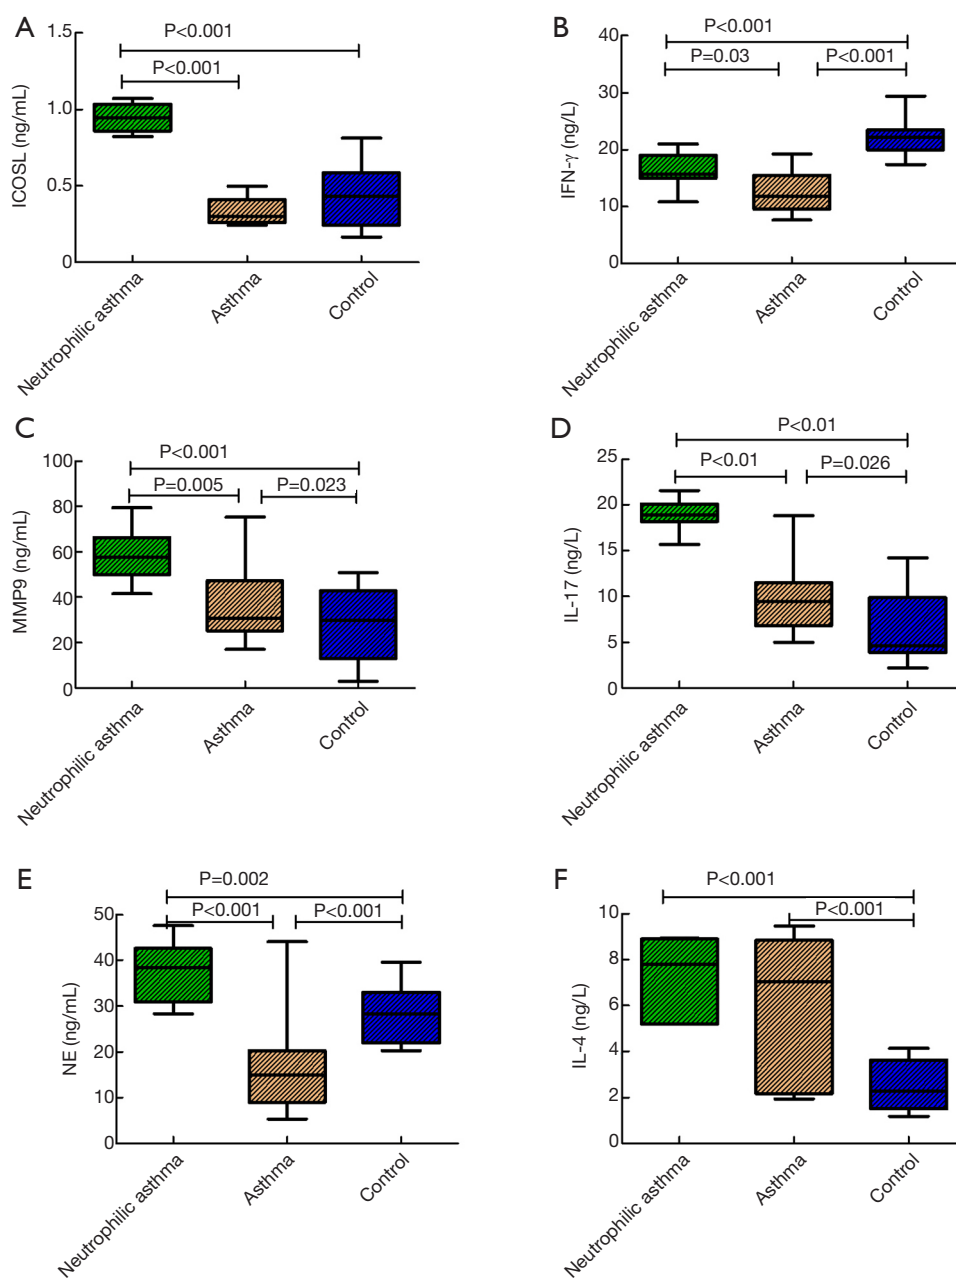 A
P<0.001
P<0.001
ICOSL (ng/mL)
1.5
1.0
0.5
0
Neutrophilic asthma
Asthma
Control
B
P<0.001
P=0.03
P<0.001
IFN-γ (ng/L)
40
30
20
10
0
Neutrophilic asthma
Asthma
Control
C
P<0.001
P=0.005
P=0.023
MMP9 (ng/mL)
100
80
60
40
20
0
Neutrophilic asthma
Asthma
Control
D
P<0.01
P<0.01
P=0.026
IL-17 (ng/L)
25
20
15
10
5
0
Neutrophilic asthma
Asthma
Control
E
P=0.002
P<0.001
P<0.001
NE (ng/mL)
50
40
30
20
10
0
Neutrophilic asthma
Asthma
Control
F
P<0.001
P<0.001
IL-4 (ng/L)
10
8
6
4
2
0
Neutrophilic asthma
Asthma
Control